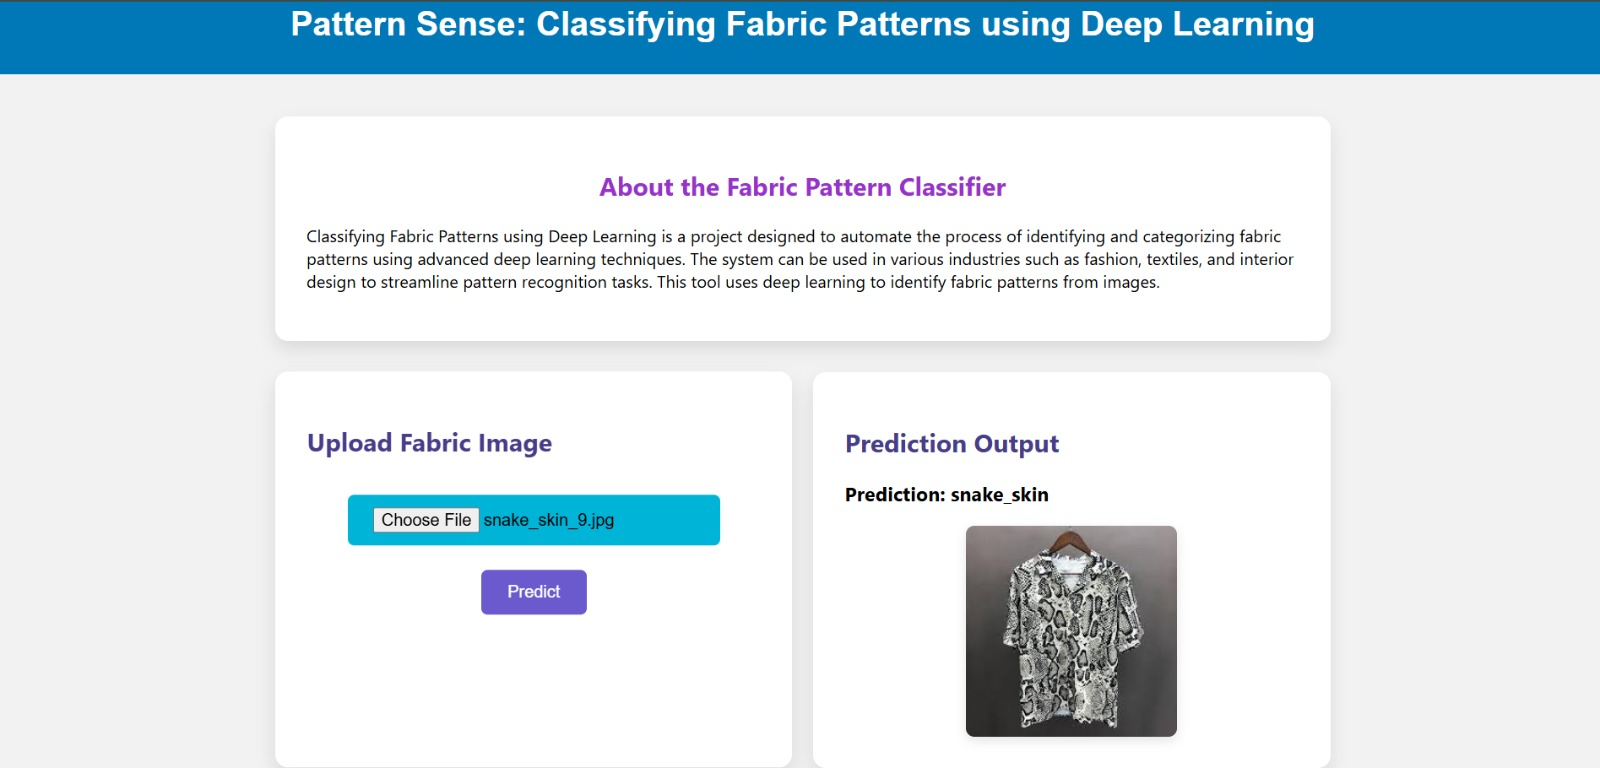 Pattern Sense: Classifying Fabric Patterns using Deep Learning
About the Fabric Pattern Classifier
Classifying Fabric Patterns using Deep Learning is a project designed to automate the process of identifying and categorizing fabric
patterns using advanced deep learning techniques. The system can be used in various industries such as fashion, textiles, and interior
design to streamline pattern recognition tasks. This tool uses deep learning to identify fabric patterns from images.
Upload Fabric Image
Choose File snake_skin_9.jpg
Predict
Prediction Output
Prediction: snake_skin